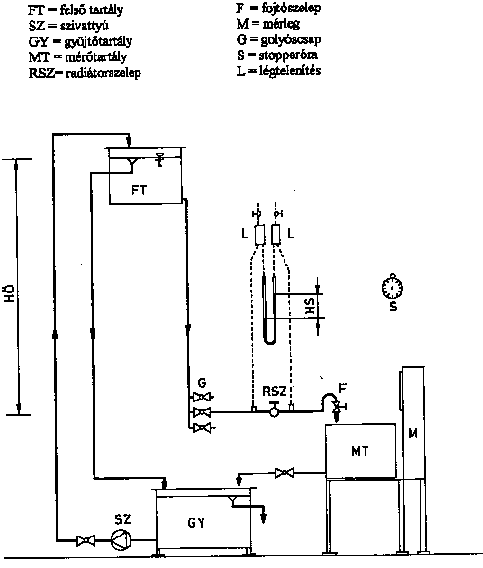 FT = felső tartály
SZ = szivattyú
GY = gyűjtőtartály
MT = mérőtartály
RSZ= radiátorszelep
F = fojtószelep
M = mérleg
G = golyóscsap
S = stopperóra
L = légtelenítés
FT
L L
HÖ
HS
S
G
RSZ
F
MT
M
SZ
GY